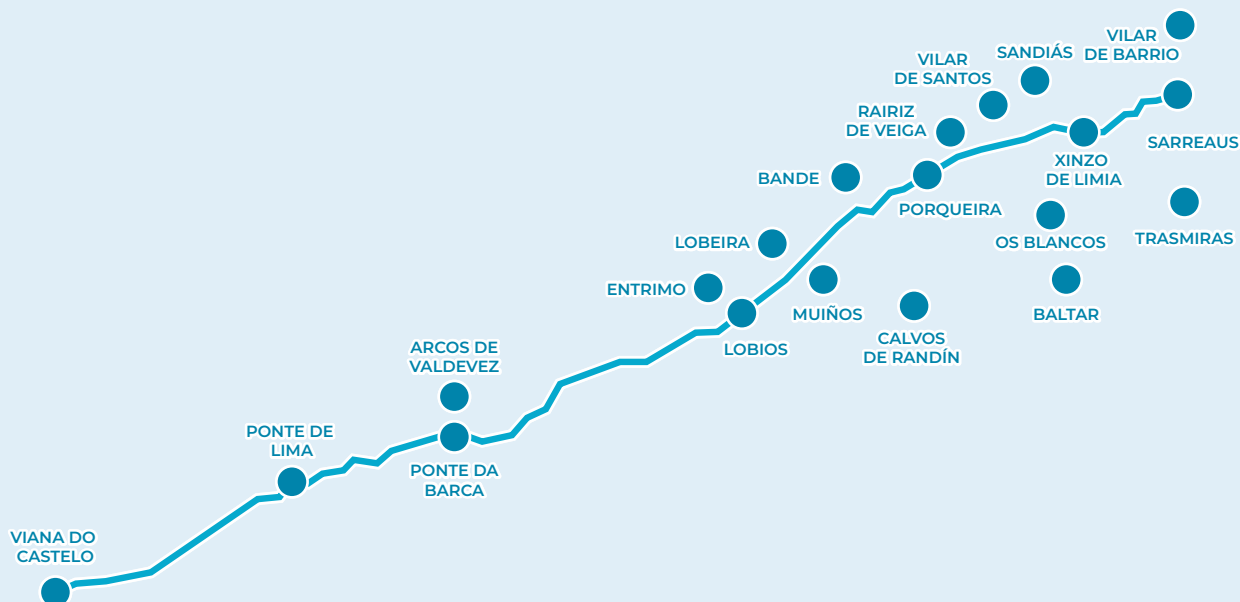 VILAR
DE BARRIO
SANDIÁS
VILAR
DE SANTOS
RAIRIZ
DE VEIGA
SARREAUS
XINZO
DE LIMIA
BANDE
PORQUEIRA
TRASMIRAS
OS BLANCOS
LOBEIRA
ENTRIMO
MUIÑOS
BALTAR
CALVOS
DE RANDÍN
LOBIOS
ARCOS DE
VALDEVEZ
PONTE DE
LIMA
PONTE DA
BARCA
VIANA DO
CASTELO